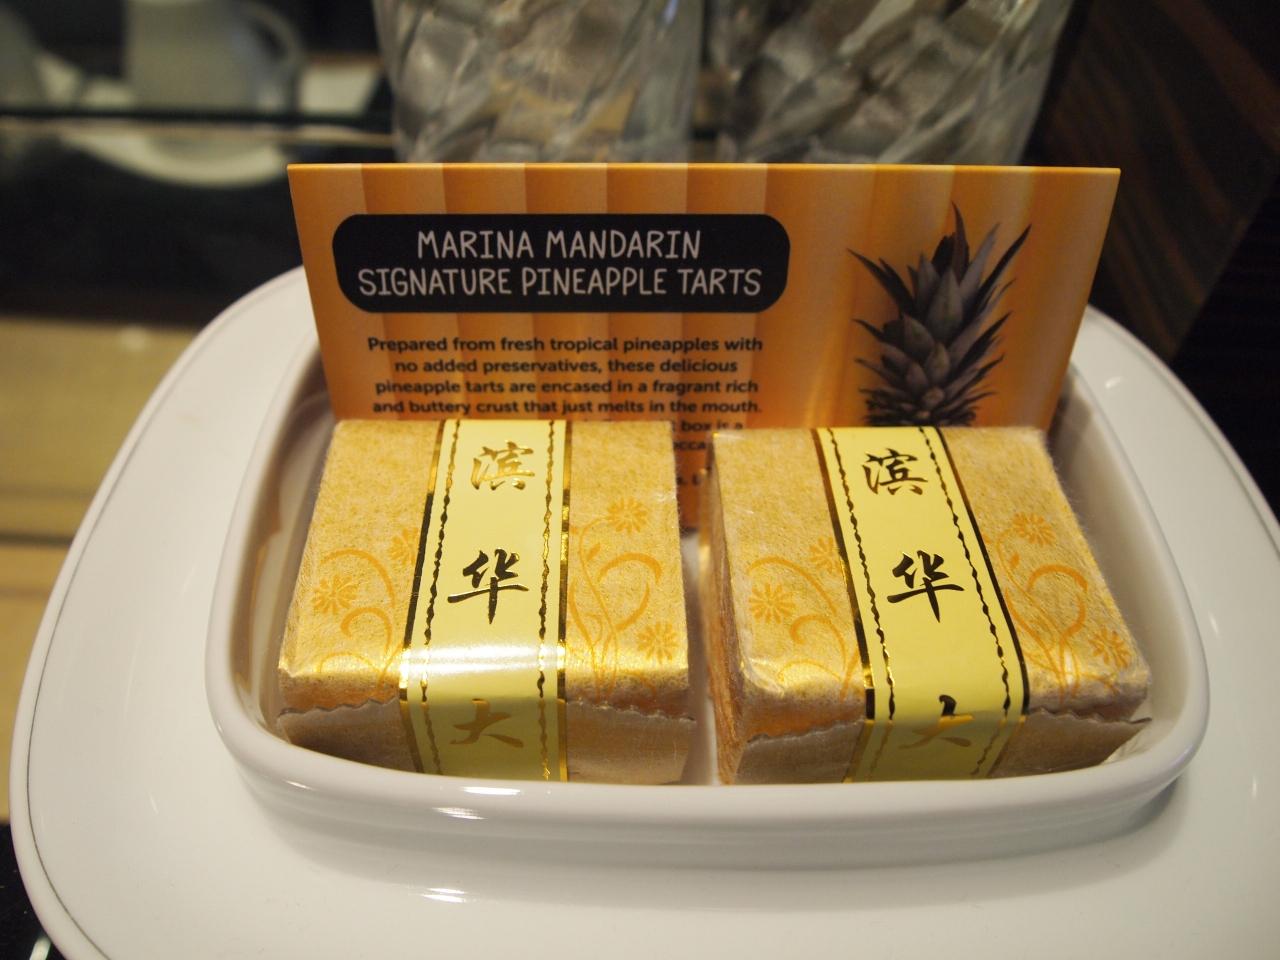 MARINA MANDARIN
SIGNATURE PINEAPPLE TARTS
Prepared from fresh tropical pineapples with
no added preservatives, these delicious
pineapple tarts are encased in a fragrant rich
and buttery crust that just melts in the mouth.
box is a
滨
华
大
滨
华
大